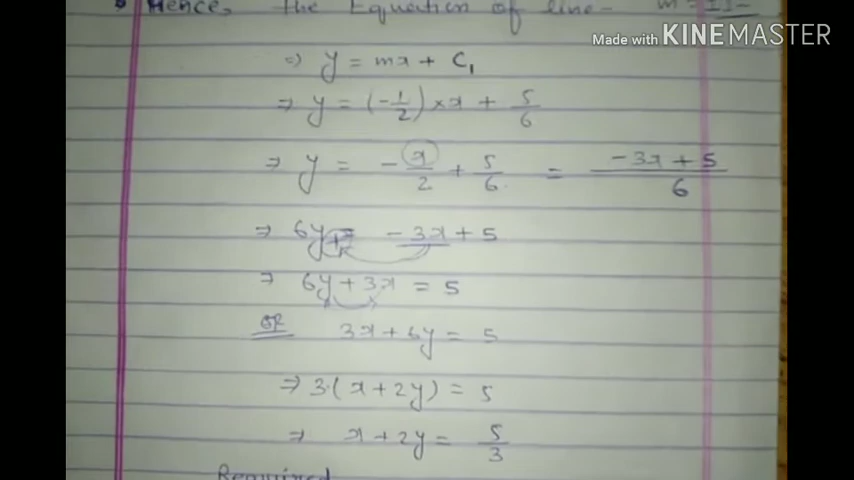 Hence, the Equation of line-
Made with KINEMASTER
⇒ y = mx + C₁
⇒ y = (-1/2) × x + 5/6
⇒ y = - x/2 + 5/6 = (-3x + 5)/6
⇒ 6y = -3x + 5
⇒ 6y + 3x = 5
OR 3x + 6y = 5
⇒ 3·(x + 2y) = 5
⇒ x + 2y = 5/3
Required